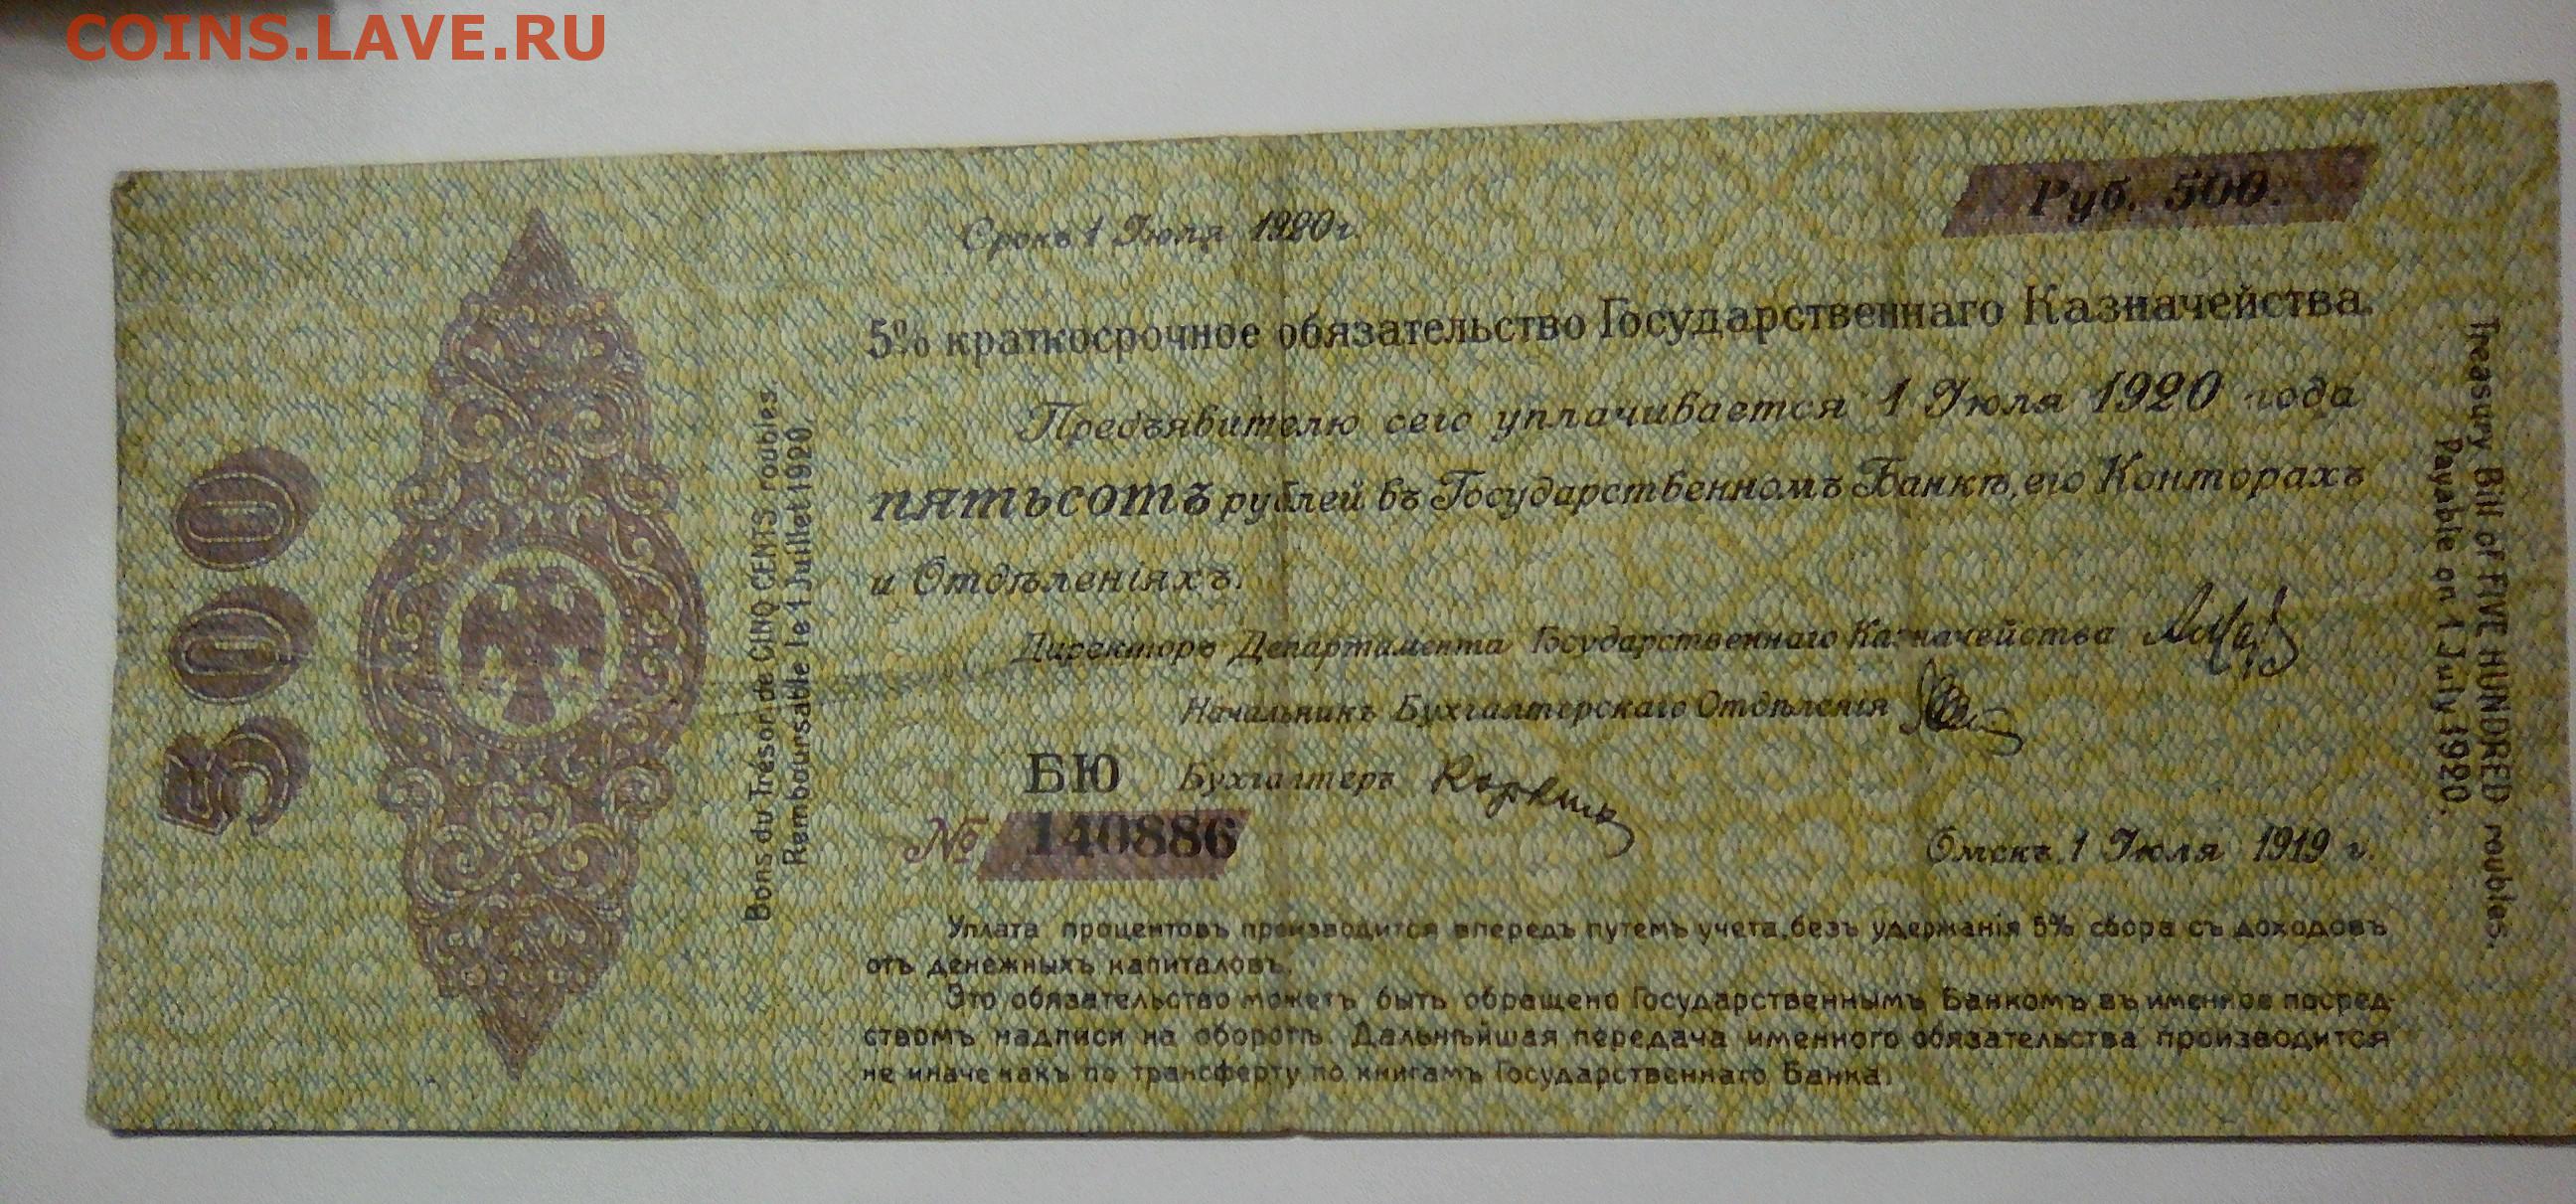 COINS.LAVE.RU
Руб. 500.
Срокъ 1 Іюля 1920 г.
5% краткосрочное обязательство Государственнаго Казначейства.
Предъявителю сего уплачивается 1 Іюля 1920 года
пятьсотъ рублей въ Государственномъ Банкѣ, его Конторахъ
и Отдѣленіяхъ.
Директоръ Департамента Государственнаго Казначейства
Начальникъ Бухгалтерскаго Отдѣленія
БЮ Бухгалтеръ
№ 140886
Омскъ, 1 Іюля 1919 г.
Уплата процентовъ производится впередъ путемъ учета, безъ удержанія 5% сбора съ доходовъ
отъ денежныхъ капиталовъ.
Это обязательство можетъ быть обращено Государственнымъ Банкомъ въ именное посред-
ствомъ надписи на оборотѣ. Дальнѣйшая передача именного обязательства производится
не иначе какъ по трансферту по книгамъ Государственнаго Банка.
500
Bons du Trésor de CINQ CENTS roubles.
Remboursable le 1 Juillet 1920.
Treasury Bill of FIVE HUNDRED roubles.
Payable on 1 July 1920.